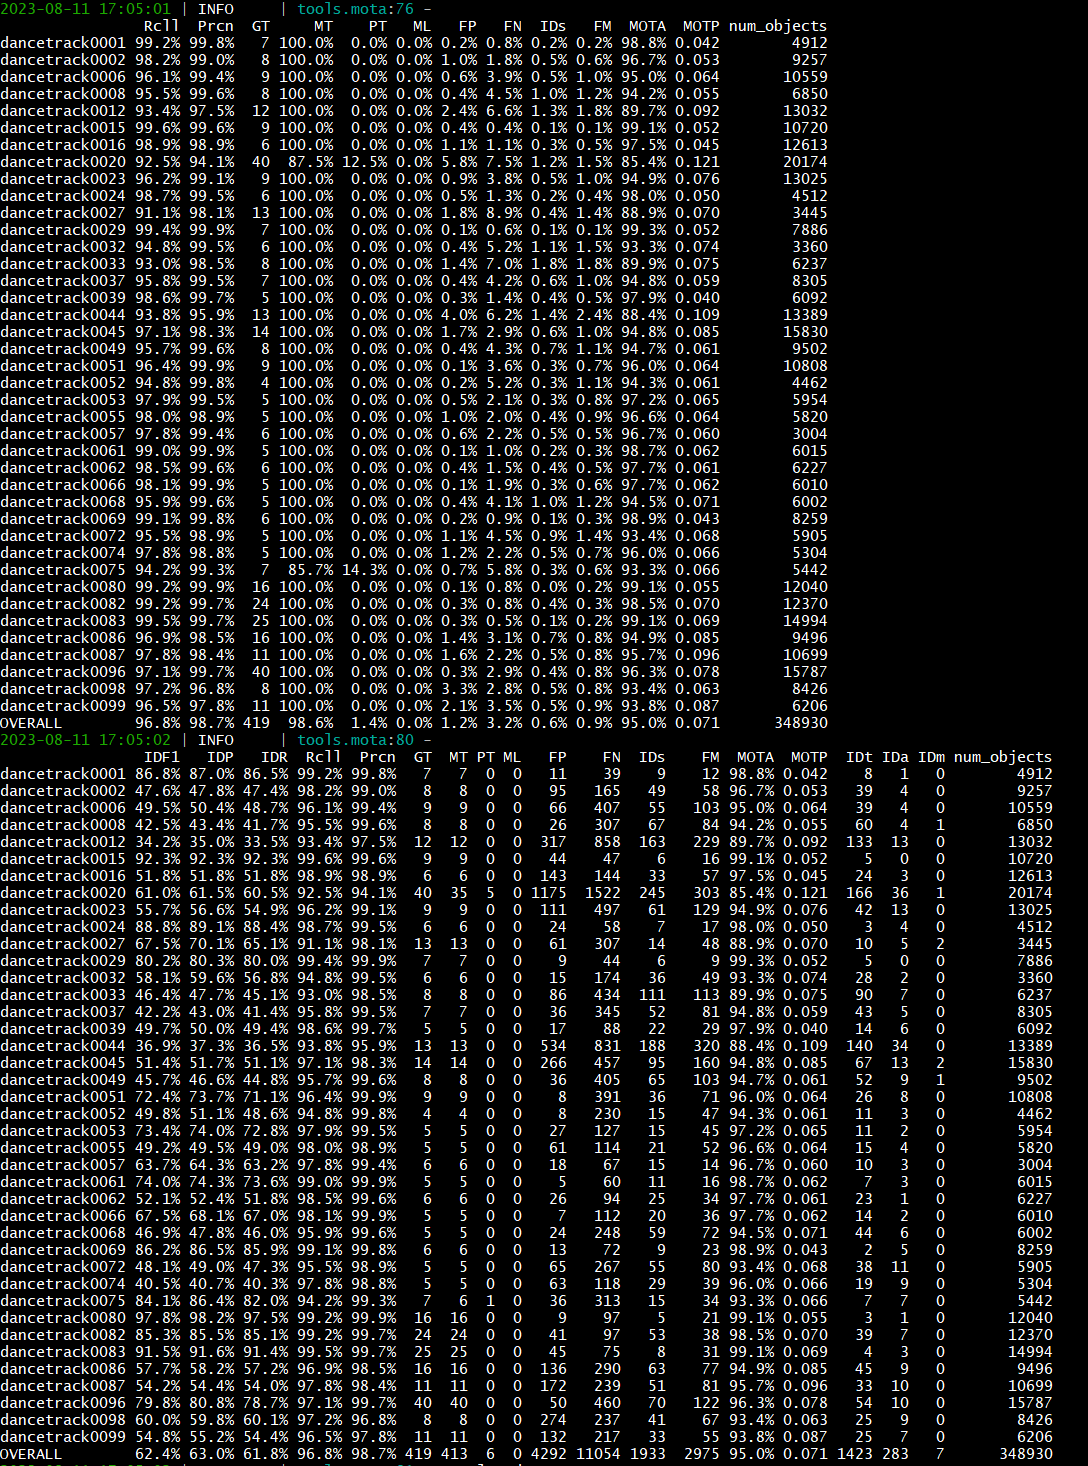 2023-08-11 17:05:01 | INFO     | tools.mota:76 -
Rcll Prcn GT MT PT ML FP FN IDs FM MOTA MOTP num_objects
dancetrack0001 99.2% 99.8% 7 100.0% 0.0% 0.0% 0.2% 0.8% 0.2% 0.2% 98.8% 0.042 4912
dancetrack0002 98.2% 99.0% 8 100.0% 0.0% 0.0% 1.0% 1.8% 0.5% 0.6% 96.7% 0.053 9257
dancetrack0006 96.1% 99.4% 9 100.0% 0.0% 0.0% 0.6% 3.9% 0.5% 1.0% 95.0% 0.064 10559
dancetrack0008 95.5% 99.6% 8 100.0% 0.0% 0.0% 0.4% 4.5% 1.0% 1.2% 94.2% 0.055 6850
dancetrack0012 93.4% 97.5% 12 100.0% 0.0% 0.0% 2.4% 6.6% 1.3% 1.8% 89.7% 0.092 13032
dancetrack0015 99.6% 99.6% 9 100.0% 0.0% 0.0% 0.4% 0.4% 0.1% 0.1% 99.1% 0.052 10720
dancetrack0016 98.9% 98.9% 6 100.0% 0.0% 0.0% 1.1% 1.1% 0.3% 0.5% 97.5% 0.045 12613
dancetrack0020 92.5% 94.1% 40 87.5% 12.5% 0.0% 5.8% 7.5% 1.2% 1.5% 85.4% 0.121 20174
dancetrack0023 96.2% 99.1% 9 100.0% 0.0% 0.0% 0.9% 3.8% 0.5% 1.0% 94.9% 0.076 13025
dancetrack0024 98.7% 99.5% 6 100.0% 0.0% 0.0% 0.5% 1.3% 0.2% 0.4% 98.0% 0.050 4512
dancetrack0027 91.1% 98.1% 13 100.0% 0.0% 0.0% 1.8% 8.9% 0.4% 1.4% 88.9% 0.070 3445
dancetrack0029 99.4% 99.9% 7 100.0% 0.0% 0.0% 0.1% 0.6% 0.1% 0.1% 99.3% 0.052 7886
dancetrack0032 94.8% 99.5% 6 100.0% 0.0% 0.0% 0.4% 5.2% 1.1% 1.5% 93.3% 0.074 3360
dancetrack0033 93.0% 98.5% 8 100.0% 0.0% 0.0% 1.4% 7.0% 1.8% 1.8% 89.9% 0.075 6237
dancetrack0037 95.8% 99.5% 7 100.0% 0.0% 0.0% 0.4% 4.2% 0.6% 1.0% 94.8% 0.059 8305
dancetrack0039 98.6% 99.7% 5 100.0% 0.0% 0.0% 0.3% 1.4% 0.4% 0.5% 97.9% 0.040 6092
dancetrack0044 93.8% 95.9% 13 100.0% 0.0% 0.0% 4.0% 6.2% 1.4% 2.4% 88.4% 0.109 13389
dancetrack0045 97.1% 98.3% 14 100.0% 0.0% 0.0% 1.7% 2.9% 0.6% 1.0% 94.8% 0.085 15830
dancetrack0049 95.7% 99.6% 8 100.0% 0.0% 0.0% 0.4% 4.3% 0.7% 1.1% 94.7% 0.061 9502
dancetrack0051 96.4% 99.9% 9 100.0% 0.0% 0.0% 0.1% 3.6% 0.3% 0.7% 96.0% 0.064 10808
dancetrack0052 94.8% 99.8% 4 100.0% 0.0% 0.0% 0.2% 5.2% 0.3% 1.1% 94.3% 0.061 4462
dancetrack0053 97.9% 99.5% 5 100.0% 0.0% 0.0% 0.5% 2.1% 0.3% 0.8% 97.2% 0.065 5954
dancetrack0055 98.0% 98.9% 5 100.0% 0.0% 0.0% 1.0% 2.0% 0.4% 0.9% 96.6% 0.064 5820
dancetrack0057 97.8% 99.4% 6 100.0% 0.0% 0.0% 0.6% 2.2% 0.5% 0.5% 96.7% 0.060 3004
dancetrack0061 99.0% 99.9% 5 100.0% 0.0% 0.0% 0.1% 1.0% 0.2% 0.3% 98.7% 0.062 6015
dancetrack0062 98.5% 99.6% 6 100.0% 0.0% 0.0% 0.4% 1.5% 0.4% 0.5% 97.7% 0.061 6227
dancetrack0066 98.1% 99.9% 5 100.0% 0.0% 0.0% 0.1% 1.9% 0.3% 0.6% 97.7% 0.062 6010
dancetrack0068 95.9% 99.6% 5 100.0% 0.0% 0.0% 0.4% 4.1% 1.0% 1.2% 94.5% 0.071 6002
dancetrack0069 99.1% 99.8% 6 100.0% 0.0% 0.0% 0.2% 0.9% 0.1% 0.3% 98.9% 0.043 8259
dancetrack0072 95.5% 98.9% 5 100.0% 0.0% 0.0% 1.1% 4.5% 0.9% 1.4% 93.4% 0.068 5905
dancetrack0074 97.8% 98.8% 5 100.0% 0.0% 0.0% 1.2% 2.2% 0.5% 0.7% 96.0% 0.066 5304
dancetrack0075 94.2% 99.3% 7 85.7% 14.3% 0.0% 0.7% 5.8% 0.3% 0.6% 93.3% 0.066 5442
dancetrack0080 99.2% 99.9% 16 100.0% 0.0% 0.0% 0.1% 0.8% 0.0% 0.2% 99.1% 0.055 12040
dancetrack0082 99.2% 99.7% 24 100.0% 0.0% 0.0% 0.3% 0.8% 0.4% 0.3% 98.5% 0.070 12370
dancetrack0083 99.5% 99.7% 25 100.0% 0.0% 0.0% 0.3% 0.5% 0.1% 0.2% 99.1% 0.069 14994
dancetrack0086 96.9% 98.5% 16 100.0% 0.0% 0.0% 1.4% 3.1% 0.7% 0.8% 94.9% 0.085 9496
dancetrack0087 97.8% 98.4% 11 100.0% 0.0% 0.0% 1.6% 2.2% 0.5% 0.8% 95.7% 0.096 10699
dancetrack0096 97.1% 99.7% 40 100.0% 0.0% 0.0% 0.3% 2.9% 0.4% 0.8% 96.3% 0.078 15787
dancetrack0098 97.2% 96.8% 8 100.0% 0.0% 0.0% 3.3% 2.8% 0.5% 0.8% 93.4% 0.063 8426
dancetrack0099 96.5% 97.8% 11 100.0% 0.0% 0.0% 2.1% 3.5% 0.5% 0.9% 93.8% 0.087 6206
OVERALL 96.8% 98.7% 419 98.6% 1.4% 0.0% 1.2% 3.2% 0.6% 0.9% 95.0% 0.071 348930
2023-08-11 17:05:02 | INFO     | tools.mota:80 -
IDF1 IDP IDR Rcll Prcn GT MT PT ML FP FN IDs FM MOTA MOTP IDt IDa IDm num_objects
dancetrack0001 86.8% 87.0% 86.5% 99.2% 99.8% 7 7 0 0 11 39 9 12 98.8% 0.042 8 1 0 4912
dancetrack0002 47.6% 47.8% 47.4% 98.2% 99.0% 8 8 0 0 95 165 49 58 96.7% 0.053 39 4 0 9257
dancetrack0006 49.5% 50.4% 48.7% 96.1% 99.4% 9 9 0 0 66 407 55 103 95.0% 0.064 39 4 0 10559
dancetrack0008 42.5% 43.4% 41.7% 95.5% 99.6% 8 8 0 0 26 307 67 84 94.2% 0.055 60 4 1 6850
dancetrack0012 34.2% 35.0% 33.5% 93.4% 97.5% 12 12 0 0 317 858 163 229 89.7% 0.092 133 13 0 13032
dancetrack0015 92.3% 92.3% 92.3% 99.6% 99.6% 9 9 0 0 44 47 6 16 99.1% 0.052 5 0 0 10720
dancetrack0016 51.8% 51.8% 51.8% 98.9% 98.9% 6 6 0 0 143 144 33 57 97.5% 0.045 24 3 0 12613
dancetrack0020 61.0% 61.5% 60.5% 92.5% 94.1% 40 35 5 0 1175 1522 245 303 85.4% 0.121 166 36 1 20174
dancetrack0023 55.7% 56.6% 54.9% 96.2% 99.1% 9 9 0 0 111 497 61 129 94.9% 0.076 42 13 0 13025
dancetrack0024 88.8% 89.1% 88.4% 98.7% 99.5% 6 6 0 0 24 58 7 17 98.0% 0.050 3 4 0 4512
dancetrack0027 67.5% 70.1% 65.1% 91.1% 98.1% 13 13 0 0 61 307 14 48 88.9% 0.070 10 5 2 3445
dancetrack0029 80.2% 80.3% 80.0% 99.4% 99.9% 7 7 0 0 9 44 6 9 99.3% 0.052 5 0 0 7886
dancetrack0032 58.1% 59.6% 56.8% 94.8% 99.5% 6 6 0 0 15 174 36 49 93.3% 0.074 28 2 0 3360
dancetrack0033 46.4% 47.7% 45.1% 93.0% 98.5% 8 8 0 0 86 434 111 113 89.9% 0.075 90 7 0 6237
dancetrack0037 42.2% 43.0% 41.4% 95.8% 99.5% 7 7 0 0 36 345 52 81 94.8% 0.059 43 5 0 8305
dancetrack0039 49.7% 50.0% 49.4% 98.6% 99.7% 5 5 0 0 17 88 22 29 97.9% 0.040 14 6 0 6092
dancetrack0044 36.9% 37.3% 36.5% 93.8% 95.9% 13 13 0 0 534 831 188 320 88.4% 0.109 140 34 0 13389
dancetrack0045 51.4% 51.7% 51.1% 97.1% 98.3% 14 14 0 0 266 457 95 160 94.8% 0.085 67 13 2 15830
dancetrack0049 45.7% 46.6% 44.8% 95.7% 99.6% 8 8 0 0 36 405 65 103 94.7% 0.061 52 9 1 9502
dancetrack0051 72.4% 73.7% 71.1% 96.4% 99.9% 9 9 0 0 8 391 36 71 96.0% 0.064 26 8 0 10808
dancetrack0052 49.8% 51.1% 48.6% 94.8% 99.8% 4 4 0 0 8 230 15 47 94.3% 0.061 11 3 0 4462
dancetrack0053 73.4% 74.0% 72.8% 97.9% 99.5% 5 5 0 0 27 127 15 45 97.2% 0.065 11 2 0 5954
dancetrack0055 49.2% 49.5% 49.0% 98.0% 98.9% 5 5 0 0 61 114 21 52 96.6% 0.064 15 4 0 5820
dancetrack0057 63.7% 64.3% 63.2% 97.8% 99.4% 6 6 0 0 18 67 15 14 96.7% 0.060 10 3 0 3004
dancetrack0061 74.0% 74.3% 73.6% 99.0% 99.9% 5 5 0 0 5 60 11 16 98.7% 0.062 7 3 0 6015
dancetrack0062 52.1% 52.4% 51.8% 98.5% 99.6% 6 6 0 0 26 94 25 34 97.7% 0.061 23 1 0 6227
dancetrack0066 67.5% 68.1% 67.0% 98.1% 99.9% 5 5 0 0 7 112 20 36 97.7% 0.062 14 2 0 6010
dancetrack0068 46.9% 47.8% 46.0% 95.9% 99.6% 5 5 0 0 24 248 59 72 94.5% 0.071 44 6 0 6002
dancetrack0069 86.2% 86.5% 85.9% 99.1% 99.8% 6 6 0 0 13 72 9 23 98.9% 0.043 2 5 0 8259
dancetrack0072 48.1% 49.0% 47.3% 95.5% 98.9% 5 5 0 0 65 267 55 80 93.4% 0.068 38 11 0 5905
dancetrack0074 40.5% 40.7% 40.3% 97.8% 98.8% 5 5 0 0 63 118 29 39 96.0% 0.066 19 9 0 5304
dancetrack0075 84.1% 86.4% 82.0% 94.2% 99.3% 7 6 1 0 36 313 15 34 93.3% 0.066 7 7 0 5442
dancetrack0080 97.8% 98.2% 97.5% 99.2% 99.9% 16 16 0 0 9 97 5 21 99.1% 0.055 3 1 0 12040
dancetrack0082 85.3% 85.5% 85.1% 99.2% 99.7% 24 24 0 0 41 97 53 38 98.5% 0.070 39 7 0 12370
dancetrack0083 91.5% 91.6% 91.4% 99.5% 99.7% 25 25 0 0 45 75 8 31 99.1% 0.069 4 3 0 14994
dancetrack0086 57.7% 58.2% 57.2% 96.9% 98.5% 16 16 0 0 136 290 63 77 94.9% 0.085 45 9 0 9496
dancetrack0087 54.2% 54.4% 54.0% 97.8% 98.4% 11 11 0 0 172 239 51 81 95.7% 0.096 33 10 0 10699
dancetrack0096 79.8% 80.8% 78.7% 97.1% 99.7% 40 40 0 0 50 460 70 122 96.3% 0.078 54 10 0 15787
dancetrack0098 60.0% 59.8% 60.1% 97.2% 96.8% 8 8 0 0 274 237 41 67 93.4% 0.063 25 9 0 8426
dancetrack0099 54.8% 55.2% 54.4% 96.5% 97.8% 11 11 0 0 132 217 33 55 93.8% 0.087 25 7 0 6206
OVERALL 62.4% 63.0% 61.8% 96.8% 98.7% 419 413 6 0 4292 11054 1933 2975 95.0% 0.071 1423 283 7 348930